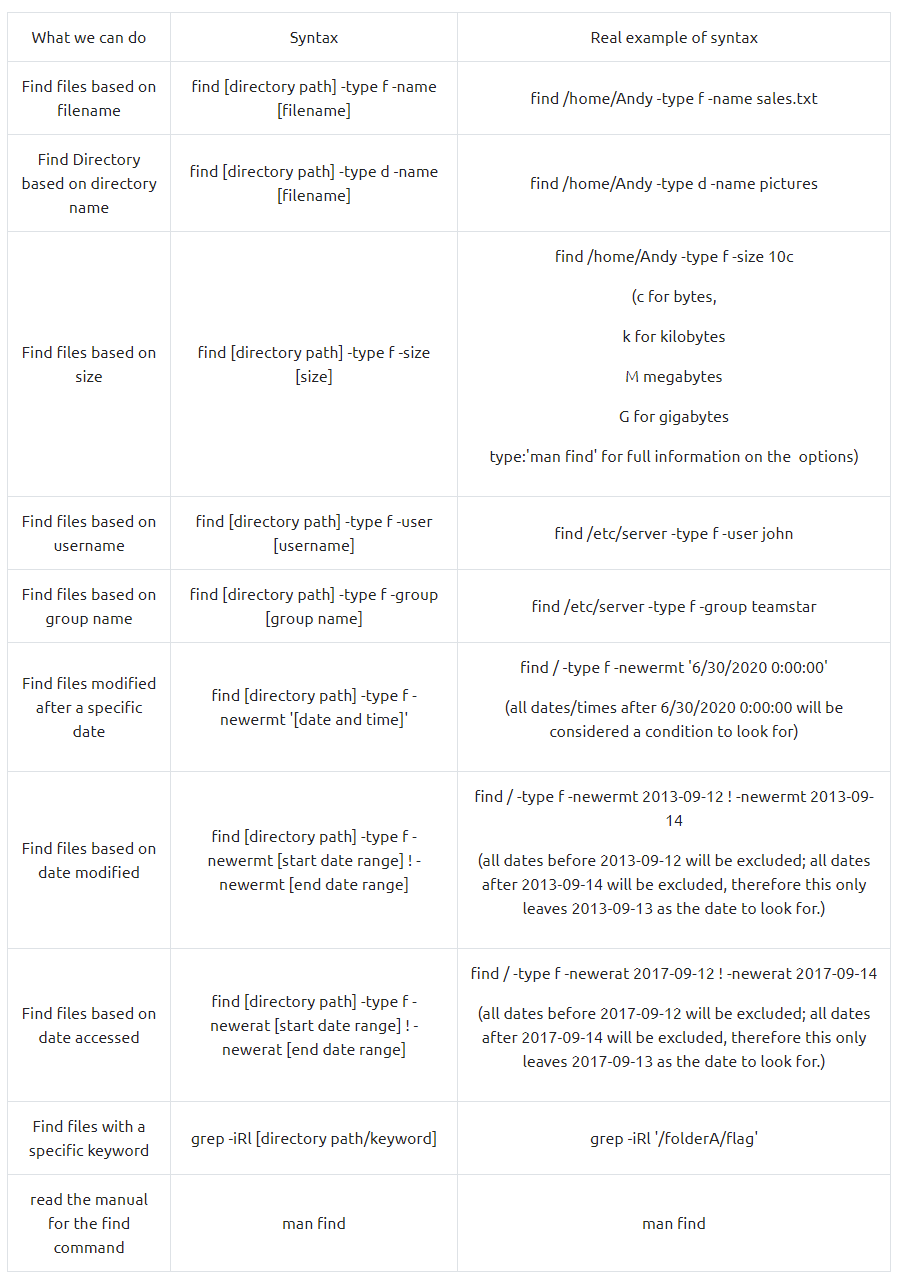 What we can do
Syntax
Real example of syntax
Find files based on
filename
find [directory path] -type f -name
[filename]
find /home/Andy -type f -name sales.txt
Find Directory
based on directory
name
find [directory path] -type d -name
[filename]
find /home/Andy -type d -name pictures
Find files based on
size
find [directory path] -type f -size
[size]
find /home/Andy -type f -size 10c
(c for bytes,
k for kilobytes
M megabytes
G for gigabytes
type:'man find' for full information on the  options)
Find files based on
username
find [directory path] -type f -user
[username]
find /etc/server -type f -user john
Find files based on
group name
find [directory path] -type f -group
[group name]
find /etc/server -type f -group teamstar
Find files modified
after a specific
date
find [directory path] -type f -
newermt '[date and time]'
find / -type f -newermt '6/30/2020 0:00:00'
(all dates/times after 6/30/2020 0:00:00 will be
considered a condition to look for)
Find files based on
date modified
find [directory path] -type f -
newermt [start date range] ! -
newermt [end date range]
find / -type f -newermt 2013-09-12 ! -newermt 2013-09-
14
(all dates before 2013-09-12 will be excluded; all dates
after 2013-09-14 will be excluded, therefore this only
leaves 2013-09-13 as the date to look for.)
Find files based on
date accessed
find [directory path] -type f -
newerat [start date range] ! -
newerat [end date range]
find / -type f -newerat 2017-09-12 ! -newerat 2017-09-14
(all dates before 2017-09-12 will be excluded; all dates
after 2017-09-14 will be excluded, therefore this only
leaves 2017-09-13 as the date to look for.)
Find files with a
specific keyword
grep -iRl [directory path/keyword]
grep -iRl '/folderA/flag'
read the manual
for the find
command
man find
man find